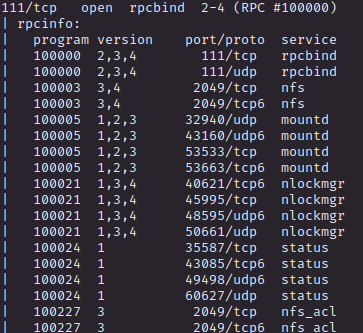 111/tcp   open  rpcbind  2-4 (RPC #100000)
| rpcinfo:
|   program version    port/proto  service
|   100000  2,3,4        111/tcp   rpcbind
|   100000  2,3,4        111/udp   rpcbind
|   100003  3,4         2049/tcp   nfs
|   100003  3,4         2049/tcp6  nfs
|   100005  1,2,3      32940/udp   mountd
|   100005  1,2,3      43160/udp6  mountd
|   100005  1,2,3      53533/tcp   mountd
|   100005  1,2,3      53663/tcp6  mountd
|   100021  1,3,4      40621/tcp6  nlockmgr
|   100021  1,3,4      45995/tcp   nlockmgr
|   100021  1,3,4      48595/udp6  nlockmgr
|   100021  1,3,4      50661/udp   nlockmgr
|   100024  1          35587/tcp   status
|   100024  1          43085/tcp6  status
|   100024  1          49498/udp6  status
|   100024  1          60627/udp   status
|   100227  3           2049/tcp   nfs_acl
|   100227  3           2049/tcp6  nfs_acl